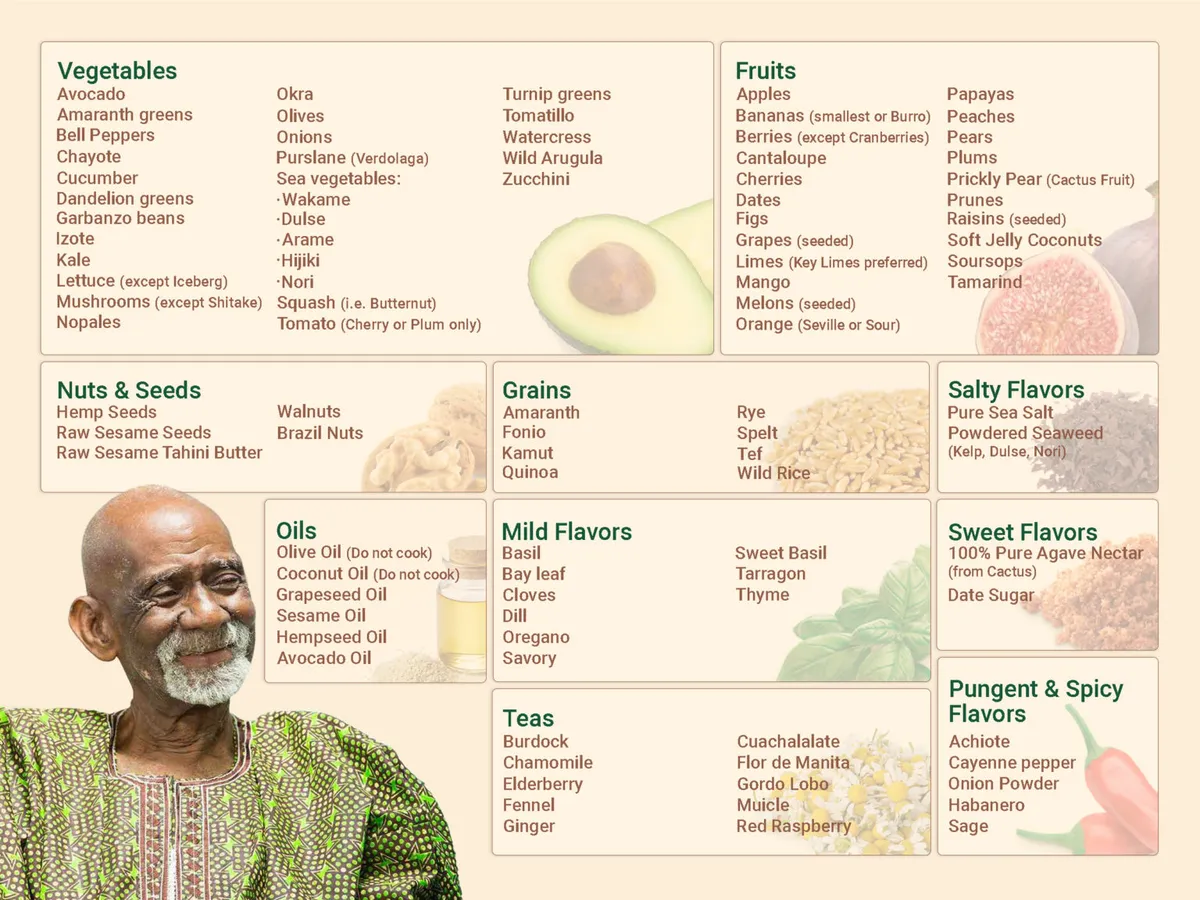 Vegetables
Avocado
Amaranth greens
Bell Peppers
Chayote
Cucumber
Dandelion greens
Garbanzo beans
Izote
Kale
Lettuce (except Iceberg)
Mushrooms (except Shitake)
Nopales
Okra
Olives
Onions
Purslane (Verdolaga)
Sea vegetables:
·Wakame
·Dulse
·Arame
·Hijiki
·Nori
Squash (i.e. Butternut)
Tomato (Cherry or Plum only)
Turnip greens
Tomatillo
Watercress
Wild Arugula
Zucchini
Fruits
Apples
Bananas (smallest or Burro)
Berries (except Cranberries)
Cantaloupe
Cherries
Dates
Figs
Grapes (seeded)
Limes (Key Limes preferred)
Mango
Melons (seeded)
Orange (Seville or Sour)
Papayas
Peaches
Pears
Plums
Prickly Pear (Cactus Fruit)
Prunes
Raisins (seeded)
Soft Jelly Coconuts
Soursops
Tamarind
Nuts & Seeds
Hemp Seeds
Raw Sesame Seeds
Raw Sesame Tahini Butter
Walnuts
Brazil Nuts
Grains
Amaranth
Fonio
Kamut
Quinoa
Rye
Spelt
Tef
Wild Rice
Salty Flavors
Pure Sea Salt
Powdered Seaweed
(Kelp, Dulse, Nori)
Oils
Olive Oil (Do not cook)
Coconut Oil (Do not cook)
Grapeseed Oil
Sesame Oil
Hempseed Oil
Avocado Oil
Mild Flavors
Basil
Bay leaf
Cloves
Dill
Oregano
Savory
Sweet Basil
Tarragon
Thyme
Sweet Flavors
100% Pure Agave Nectar
(from Cactus)
Date Sugar
Teas
Burdock
Chamomile
Elderberry
Fennel
Ginger
Cuachalalate
Flor de Manita
Gordo Lobo
Muicle
Red Raspberry
Pungent & Spicy
Flavors
Achiote
Cayenne pepper
Onion Powder
Habanero
Sage